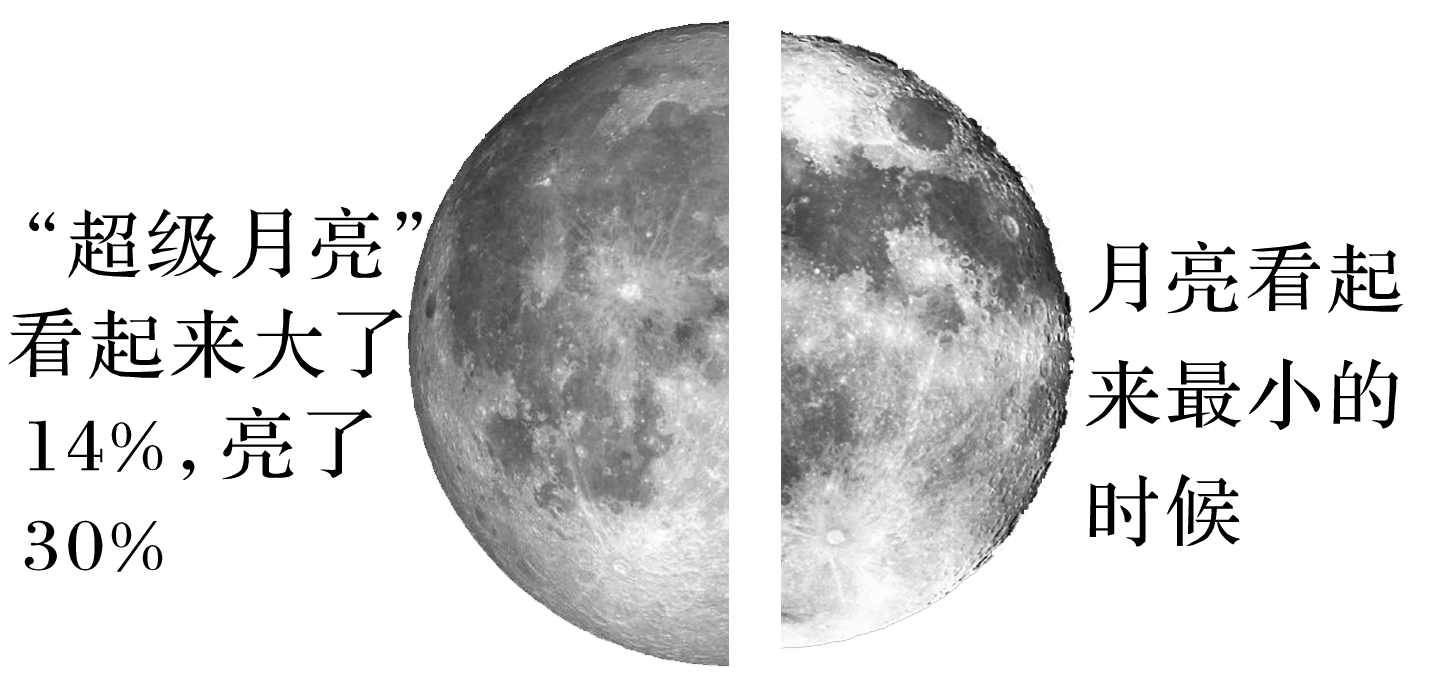 “超级月亮”
看起来大了
14%，亮了
30%
月亮看起
来最小的
时候